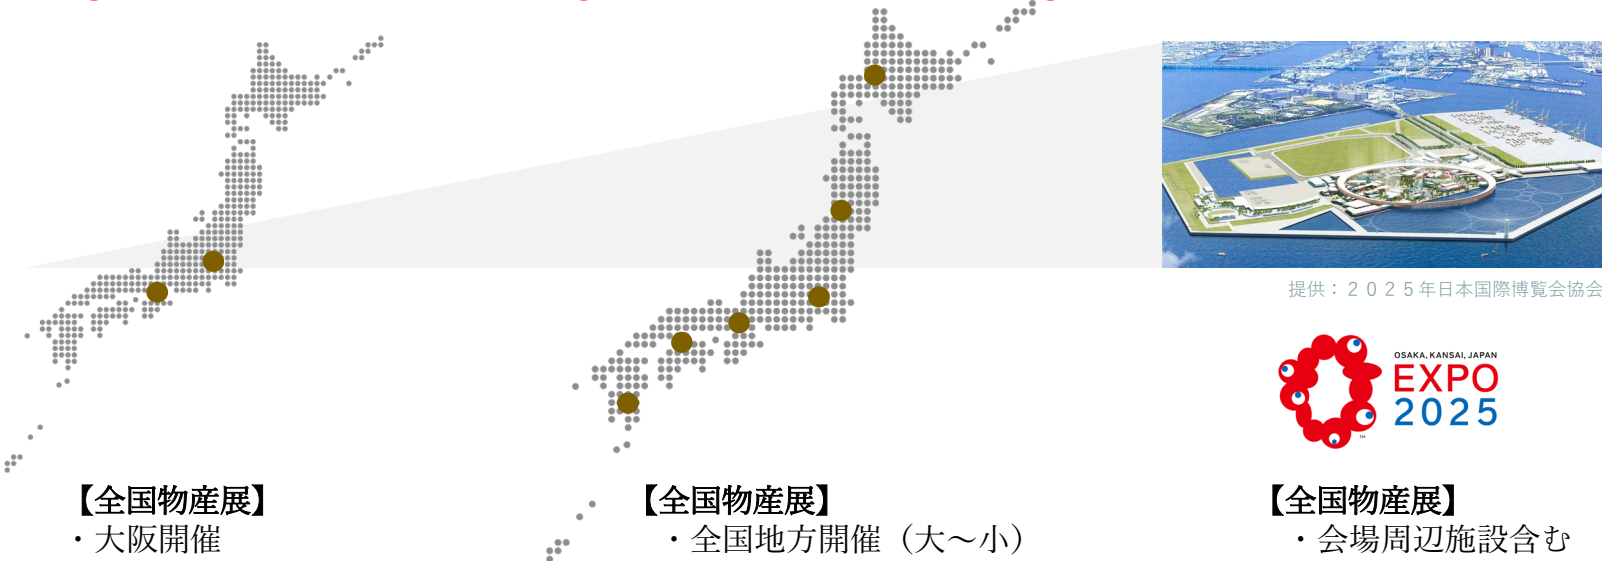 提供：２０２５年日本国際博覧会協会
OSAKA, KANSAI, JAPAN
EXPO
2025
TM
【全国物産展】
・大阪開催
【全国物産展】
・全国地方開催（大～小）
【全国物産展】
・会場周辺施設含む